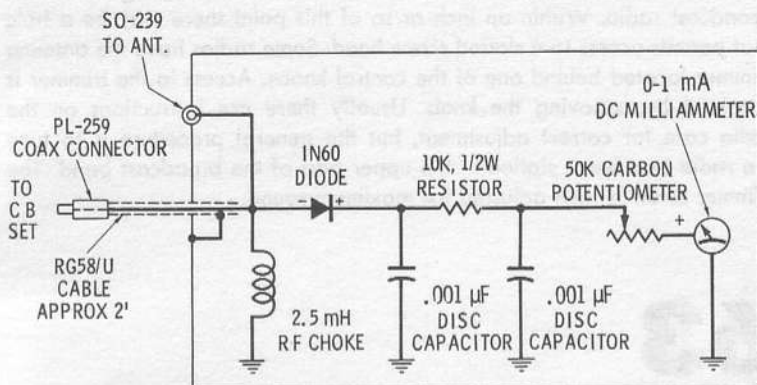 SO-239
TO ANT.
PL-259
COAX CONNECTOR
TO
CB
SET
RG58/U
CABLE
APPROX 2'
IN60
DIODE
+
2.5 mH
RF CHOKE
10K, 1/2W
RESISTOR
.001 µF
DISC
CAPACITOR
.001 µF
DISC
CAPACITOR
50K CARBON
POTENTIOMETER
+
0-1 mA
DC MILLIAMMETER